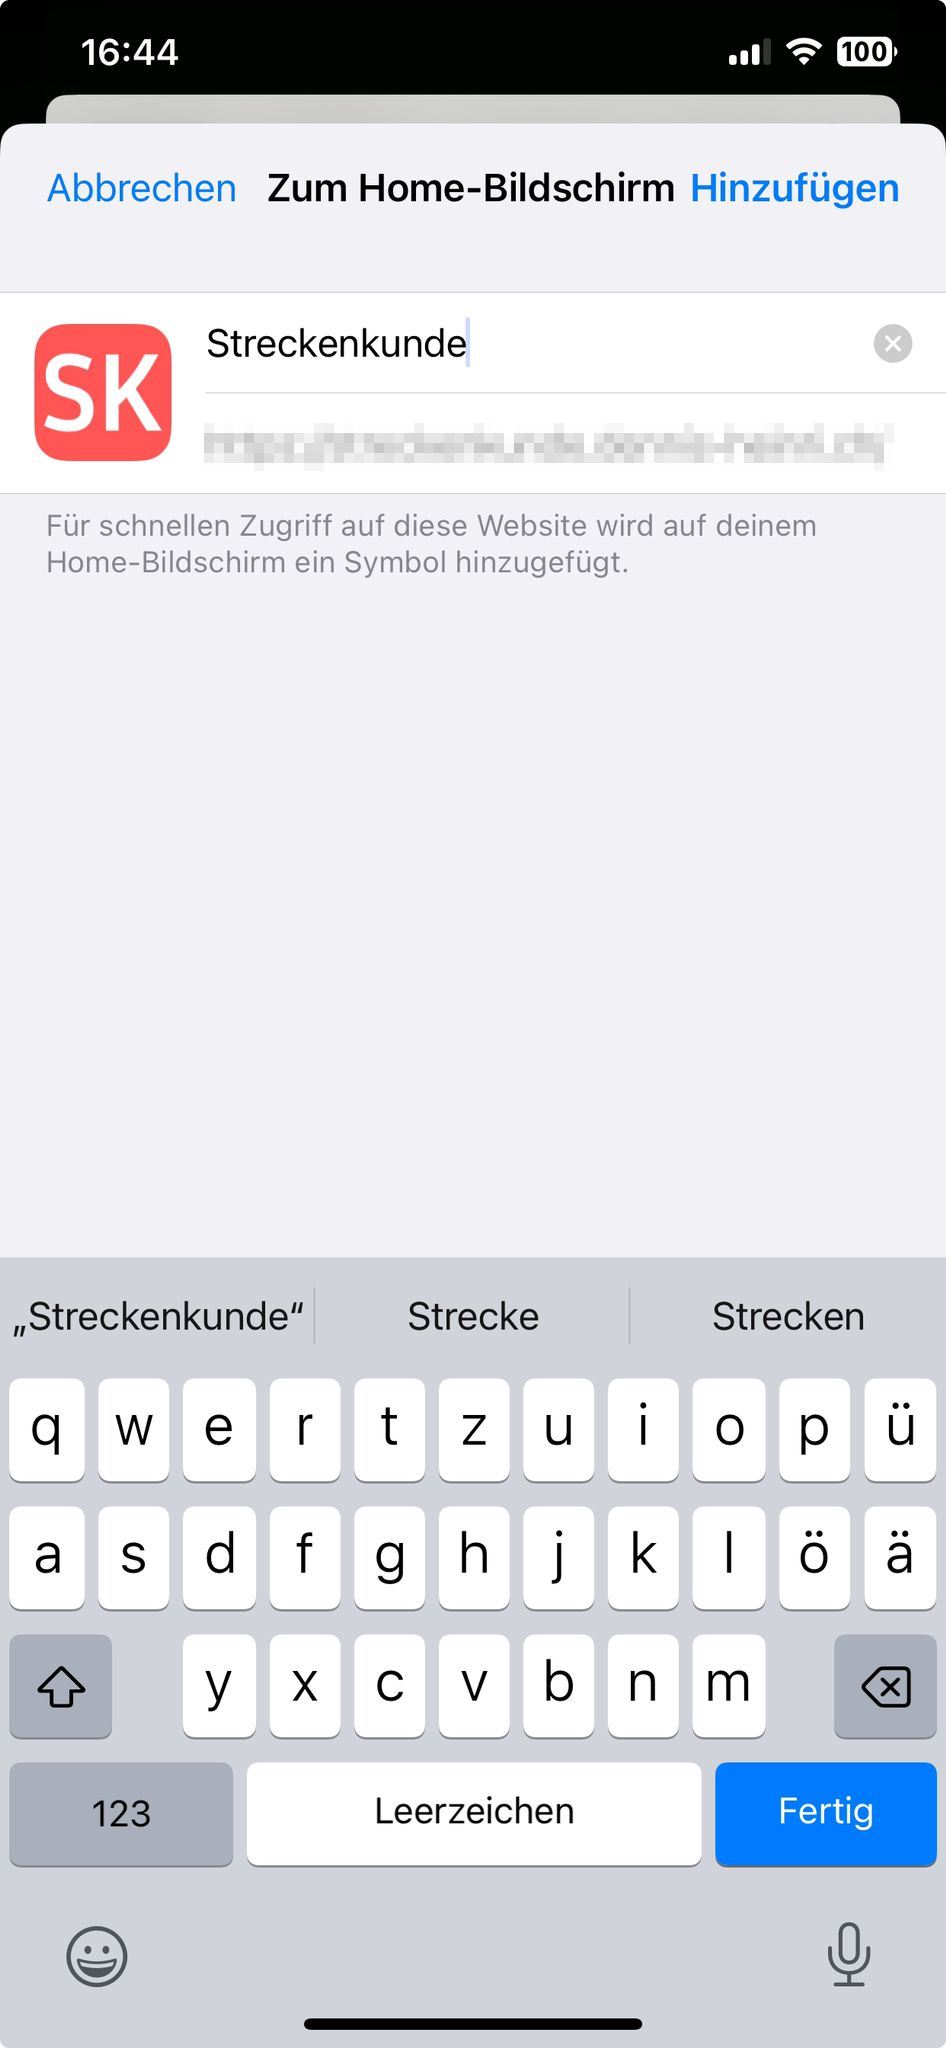 16:44
100
Abbrechen Zum Home-Bildschirm Hinzufügen
SK
Streckenkunde
Für schnellen Zugriff auf diese Website wird auf deinem
Home-Bildschirm ein Symbol hinzugefügt.
„Streckenkunde“ Strecke Strecken
q w e r t z u i o p ü
a s d f g h j k l ö ä
y x c v b n m
123 Leerzeichen Fertig